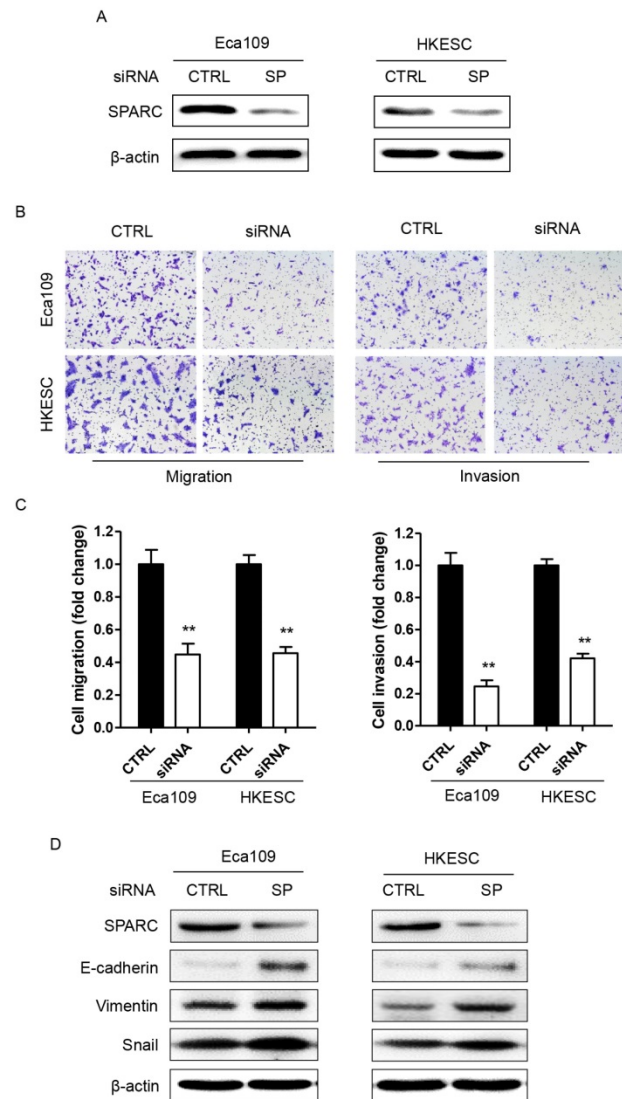 A
Eca109 HKESC
siRNA CTRL SP CTRL SP
SPARC
β-actin
B
CTRL siRNA CTRL siRNA
Eca109
HKESC
Migration Invasion
C
Cell migration (fold change)
1.2
1.0
0.8
0.6
0.4
0.2
0.0
** **
CTRL siRNA CTRL siRNA
Eca109 HKESC
Cell invasion (fold change)
1.2
1.0
0.8
0.6
0.4
0.2
0.0
** **
CTRL siRNA CTRL siRNA
Eca109 HKESC
D
Eca109 HKESC
siRNA CTRL SP CTRL SP
SPARC
E-cadherin
Vimentin
Snail
β-actin